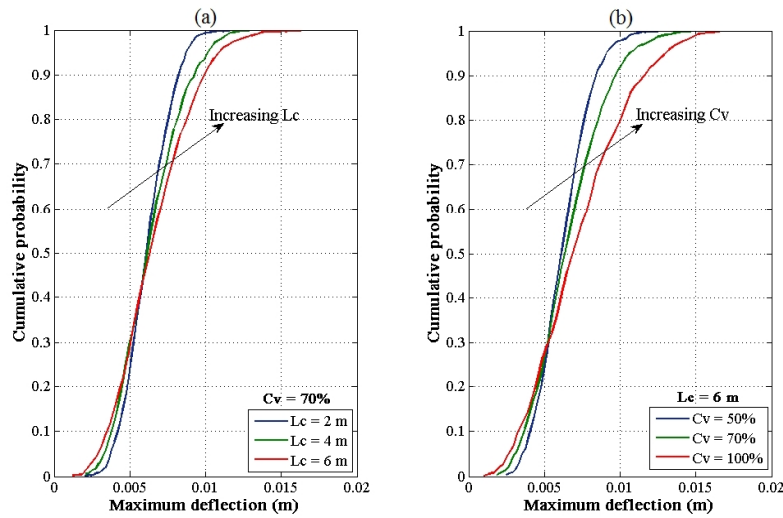 (a)
Cumulative probability
1
0.9
0.8
0.7
0.6
0.5
0.4
0.3
0.2
0.1
0
Increasing Lc
Cv = 70%
Lc = 2 m
Lc = 4 m
Lc = 6 m
0 0.005 0.01 0.015 0.02
Maximum deflection (m)
(b)
Cumulative probability
1
0.9
0.8
0.7
0.6
0.5
0.4
0.3
0.2
0.1
0
Increasing Cv
Lc = 6 m
Cv = 50%
Cv = 70%
Cv = 100%
0 0.005 0.01 0.015 0.02
Maximum deflection (m)